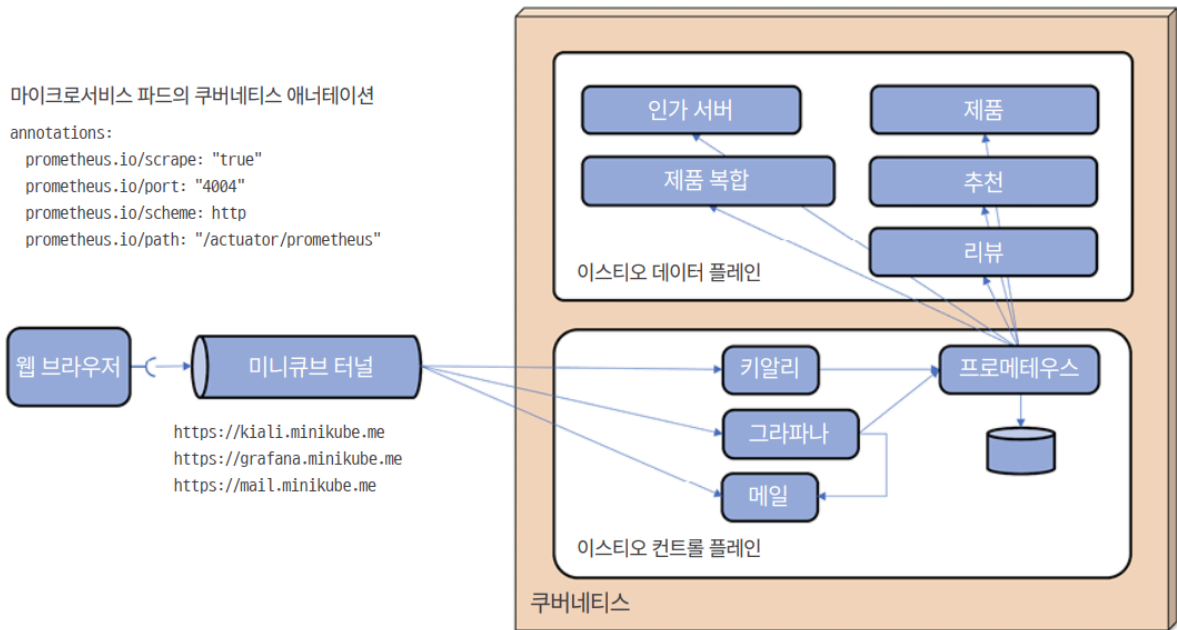 마이크로서비스 파드의 쿠버네티스 애너테이션
annotations:
prometheus.io/scrape: "true"
prometheus.io/port: "4004"
prometheus.io/scheme: http
prometheus.io/path: "/actuator/prometheus"
웹 브라우저
미니큐브 터널
https://kiali.minikube.me
https://grafana.minikube.me
https://mail.minikube.me
인가 서버
제품
제품 복합
추천
리뷰
이스티오 데이터 플레인
키알리
프로메테우스
그라파나
메일
이스티오 컨트롤 플레인
쿠버네티스